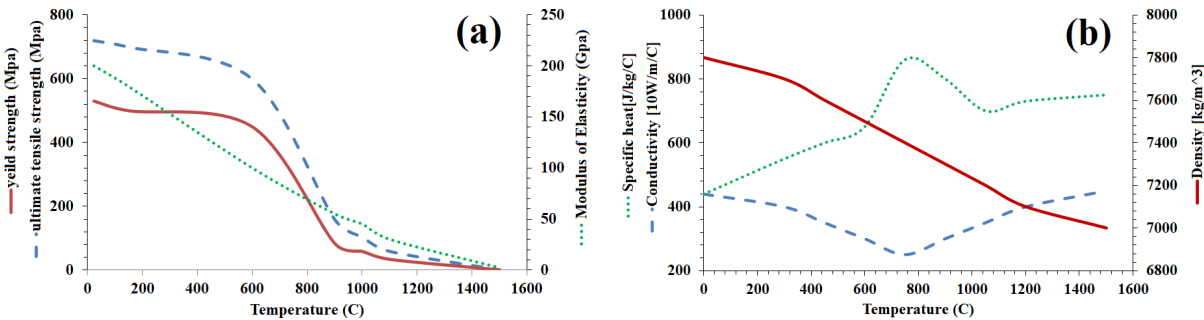 (a)
800
600
400
200
0
250
200
150
100
50
0
0 200 400 600 800 1000 1200 1400 1600
Temperature (C)
yeild strength (Mpa)
ultimate tensile strength (Mpa)
Modulus of Elasticity (Gpa)
(b)
1000
800
600
400
200
8000
7800
7600
7400
7200
7000
6800
0 200 400 600 800 1000 1200 1400 1600
Temperature (C)
Specific heat[J/kg/C]
Conductivity [10W/m/C]
Density [kg/m^3]